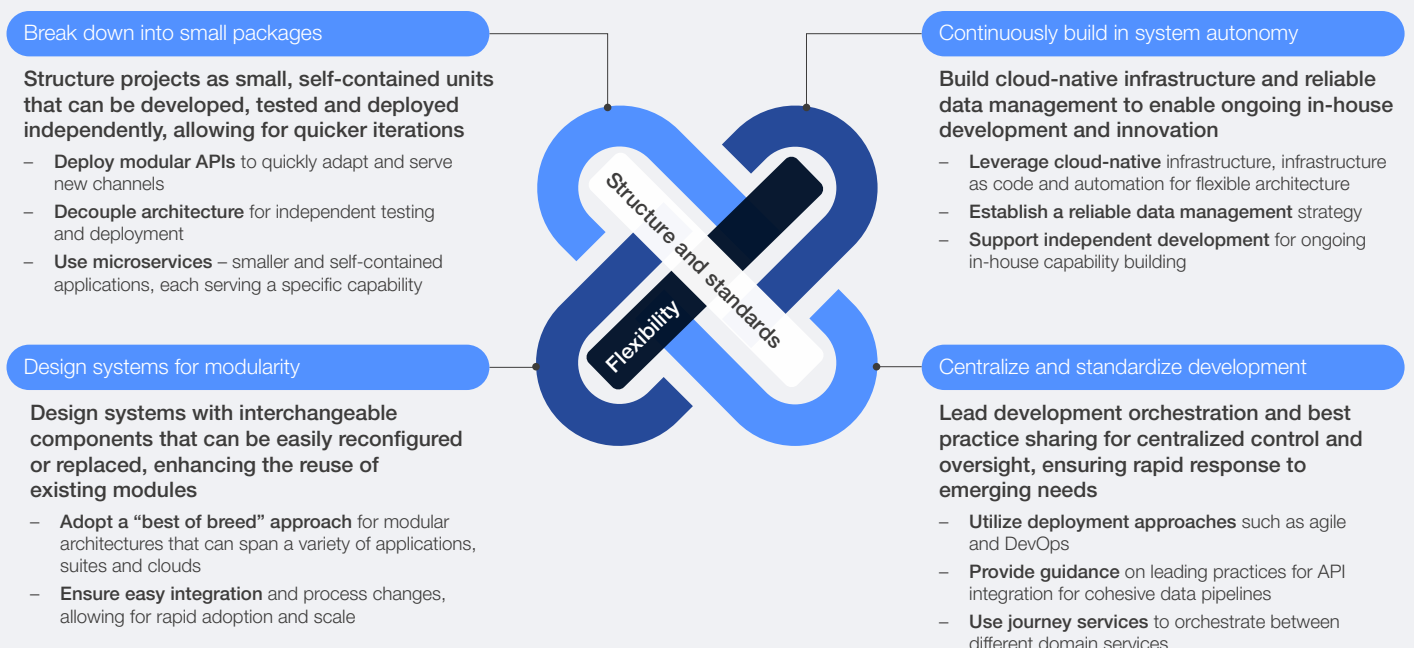 Break down into small packages
Structure projects as small, self-contained units
that can be developed, tested and deployed
independently, allowing for quicker iterations
– Deploy modular APIs to quickly adapt and serve
new channels
– Decouple architecture for independent testing
and deployment
– Use microservices – smaller and self-contained
applications, each serving a specific capability
Continuously build in system autonomy
Build cloud-native infrastructure and reliable
data management to enable ongoing in-house
development and innovation
– Leverage cloud-native infrastructure, infrastructure
as code and automation for flexible architecture
– Establish a reliable data management strategy
– Support independent development for ongoing
in-house capability building
Structure and standards
Flexibility
Design systems for modularity
Design systems with interchangeable
components that can be easily reconfigured
or replaced, enhancing the reuse of
existing modules
– Adopt a “best of breed” approach for modular
architectures that can span a variety of applications,
suites and clouds
– Ensure easy integration and process changes,
allowing for rapid adoption and scale
Centralize and standardize development
Lead development orchestration and best
practice sharing for centralized control and
oversight, ensuring rapid response to
emerging needs
– Utilize deployment approaches such as agile
and DevOps
– Provide guidance on leading practices for API
integration for cohesive data pipelines
– Use journey services to orchestrate between
different domain services